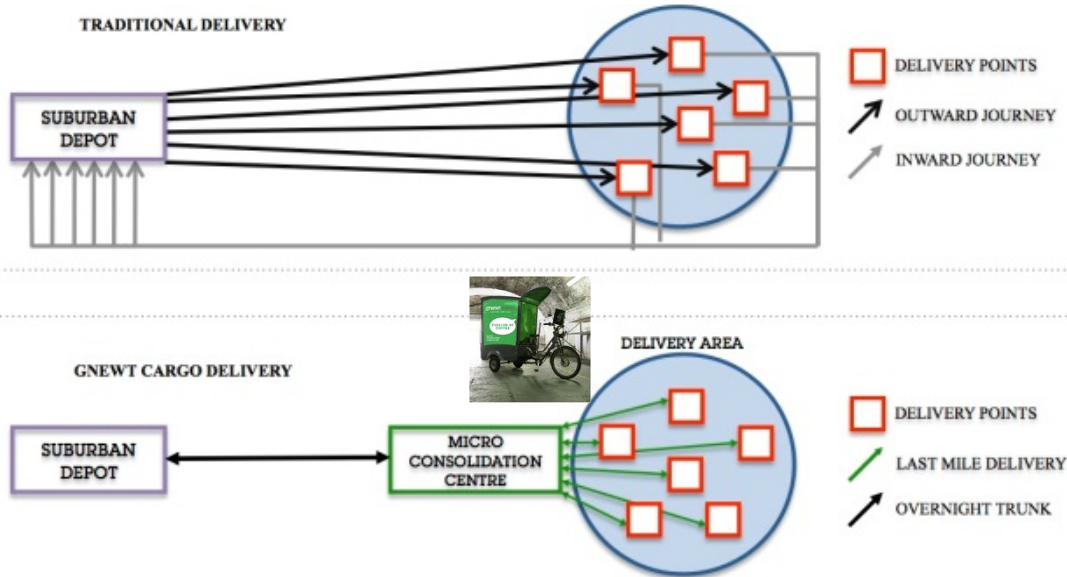 TRADITIONAL DELIVERY
SUBURBAN
DEPOT
DELIVERY POINTS
OUTWARD JOURNEY
INWARD JOURNEY
gnewt
GNEWT CARGO DELIVERY
DELIVERY AREA
SUBURBAN
DEPOT
MICRO
CONSOLIDATION
CENTRE
DELIVERY POINTS
LAST MILE DELIVERY
OVERNIGHT TRUNK